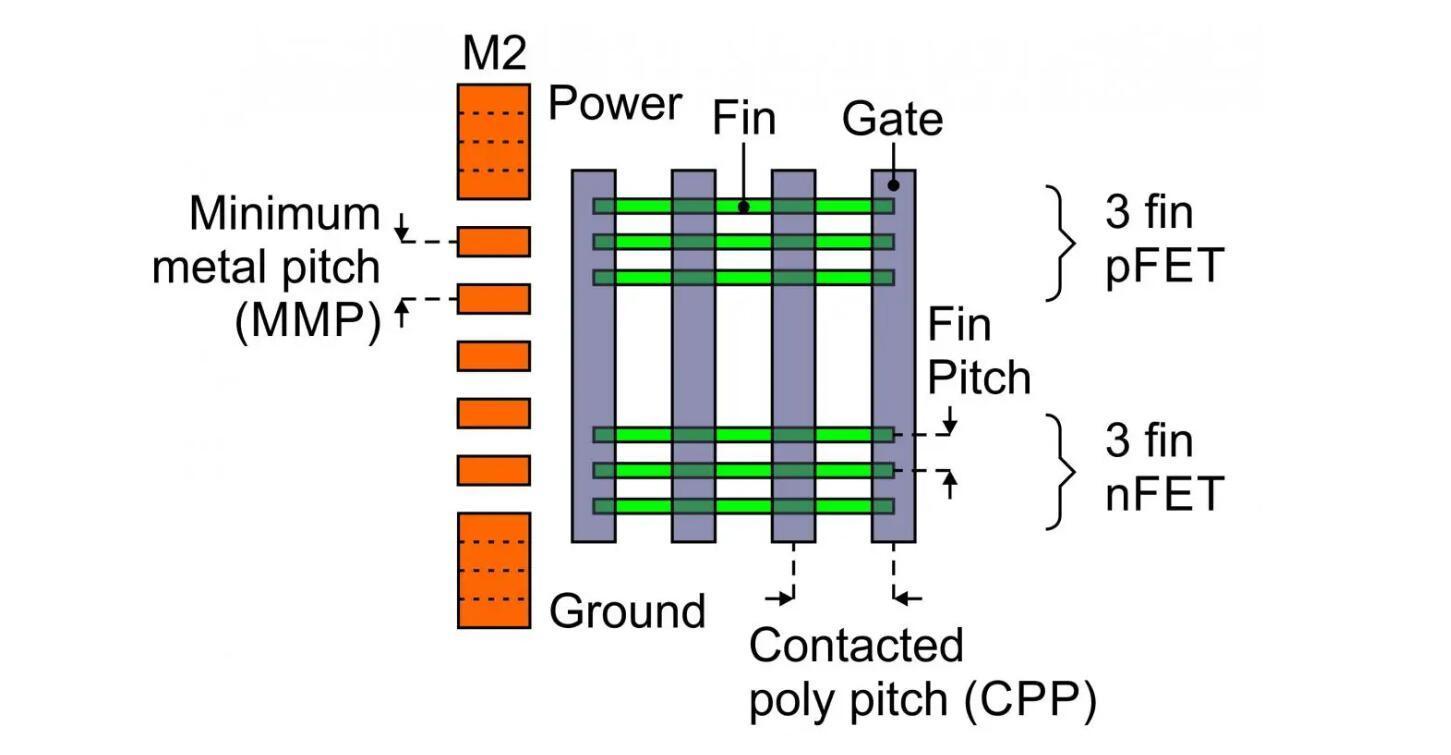 M2
Power
Fin
Gate
Minimum
metal pitch
(MMP)
3 fin
pFET
Fin
Pitch
3 fin
nFET
Ground
Contacted
poly pitch (CPP)